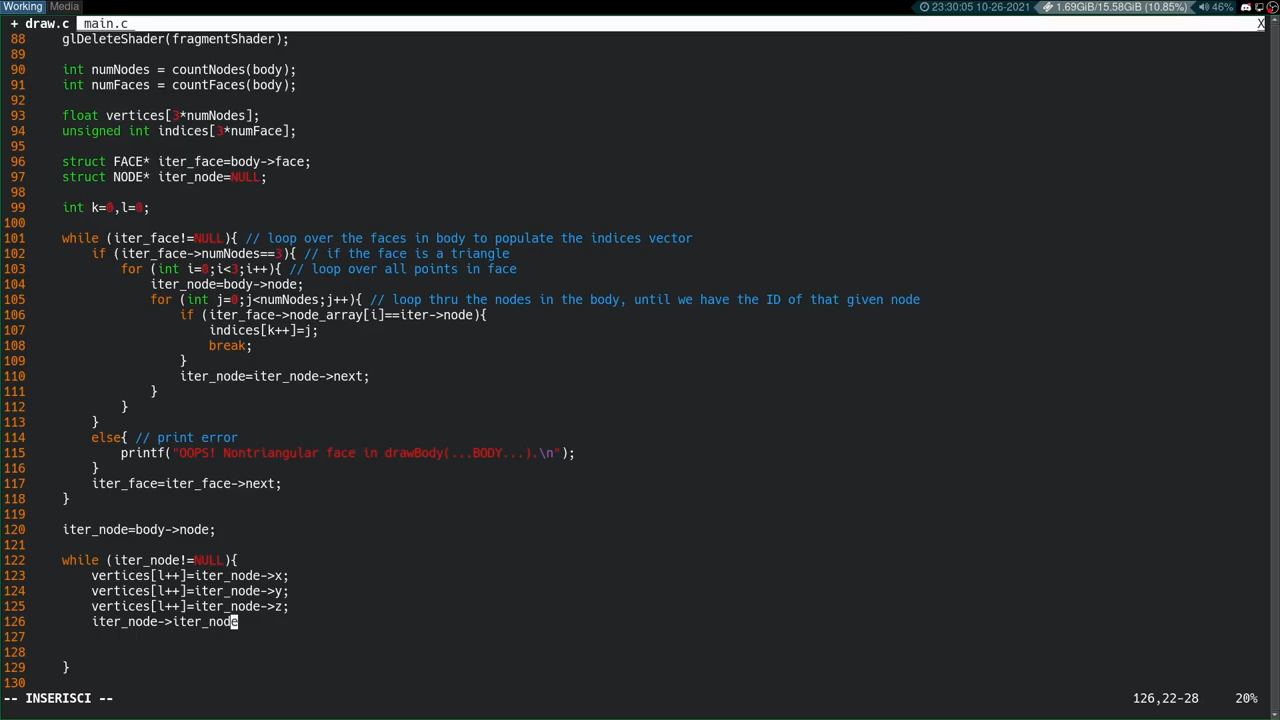 Working Media 23:30:05 10-26-2021 1.69GiB/15.58GiB (10.85%) 46%
+ draw.c main.c X
88 glDeleteShader(fragmentShader);
89
90 int numNodes = countNodes(body);
91 int numFaces = countFaces(body);
92
93 float vertices[3*numNodes];
94 unsigned int indices[3*numFace];
95
96 struct FACE* iter_face=body->face;
97 struct NODE* iter_node=NULL;
98
99 int k=0,l=0;
100
101 while (iter_face!=NULL){ // loop over the faces in body to populate the indices vector
102 if (iter_face->numNodes==3){ // if the face is a triangle
103 for (int i=0;i<3;i++){ // loop over all points in face
104 iter_node=body->node;
105 for (int j=0;j<numNodes;j++){ // loop thru the nodes in the body, until we have the ID of that given node
106 if (iter_face->node_array[i]==iter->node){
107 indices[k++]=j;
108 break;
109 }
110 iter_node=iter_node->next;
111 }
112 }
113 }
114 else{ // print error
115 printf("OOPS! Nontriangular face in drawBody(...BODY...).\n");
116 }
117 iter_face=iter_face->next;
118 }
119
120 iter_node=body->node;
121
122 while (iter_node!=NULL){
123 vertices[l++]=iter_node->x;
124 vertices[l++]=iter_node->y;
125 vertices[l++]=iter_node->z;
126 iter_node->iter_node
127
128
129 }
130
-- INSERISCI -- 126,22-28 20%